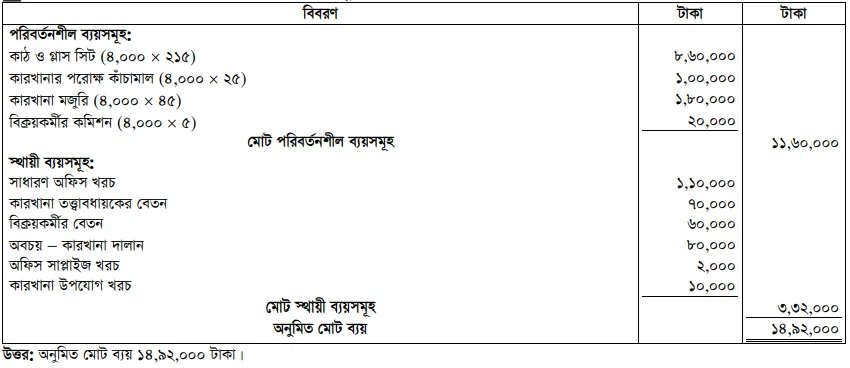 বিবরণ টাকা টাকা
পরিবর্তনশীল ব্যয়সমূহ:
কাঠ ও গ্লাস সিট (৪,০০০ × ২১৫) ৮,৬০,০০০
কারখানার পরোক্ষ কাঁচামাল (৪,০০০ × ২৫) ১,০০,০০০
কারখানা মজুরি (৪,০০০ × ৪৫) ১,৮০,০০০
বিক্রয়কর্মীর কমিশন (৪,০০০ × ৫) ২০,০০০
মোট পরিবর্তনশীল ব্যয়সমূহ ১১,৬০,০০০
স্থায়ী ব্যয়সমূহ:
সাধারণ অফিস খরচ ১,১০,০০০
কারখানা তত্ত্বাবধায়কের বেতন ৭০,০০০
বিক্রয়কর্মীর বেতন ৬০,০০০
অবচয় – কারখানা দালান ৮০,০০০
অফিস সাপ্লাইজ খরচ ২,০০০
কারখানা উপযোগ খরচ ১০,০০০
মোট স্থায়ী ব্যয়সমূহ ৩,৩২,০০০
অনুমিত মোট ব্যয় ১৪,৯২,০০০
উত্তর: অনুমিত মোট ব্যয় ১৪,৯২,০০০ টাকা।